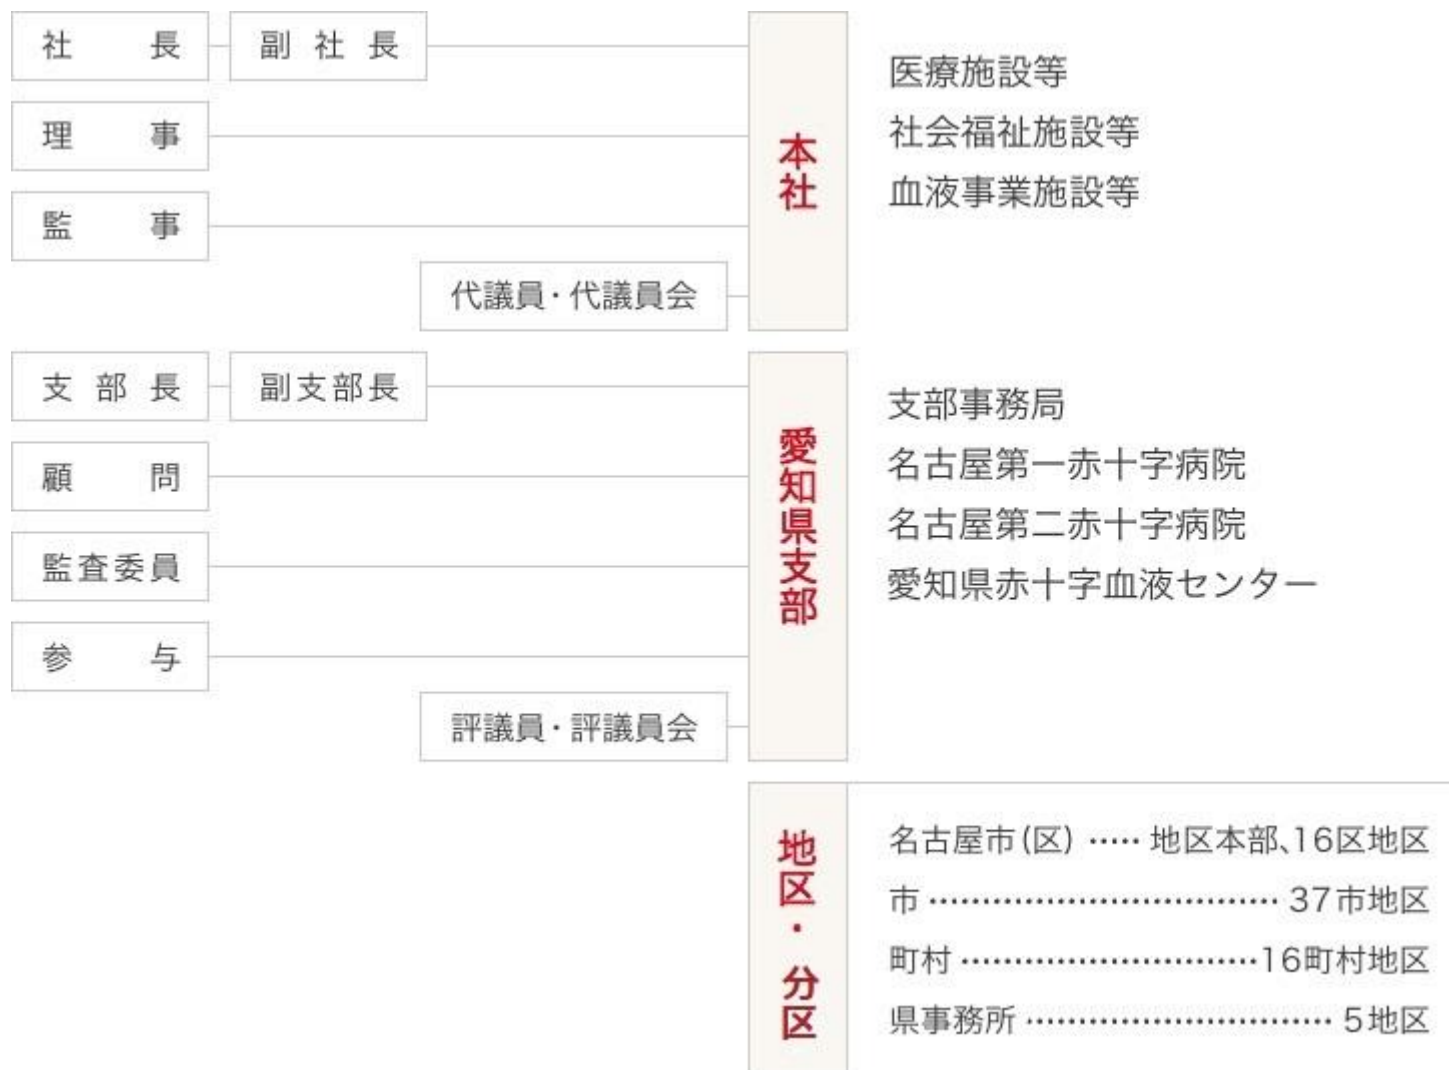 社長 副社長
理事
監事
代議員・代議員会
本社
医療施設等
社会福祉施設等
血液事業施設等
支部長 副支部長
顧問
監査委員
参与
評議員・評議員会
愛知県支部
支部事務局
名古屋第一赤十字病院
名古屋第二赤十字病院
愛知県赤十字血液センター
地区・分区
名古屋市(区) ····· 地区本部、16区地区
市 ································· 37市地区
町村 ····························16町村地区
県事務所 ····························· 5地区